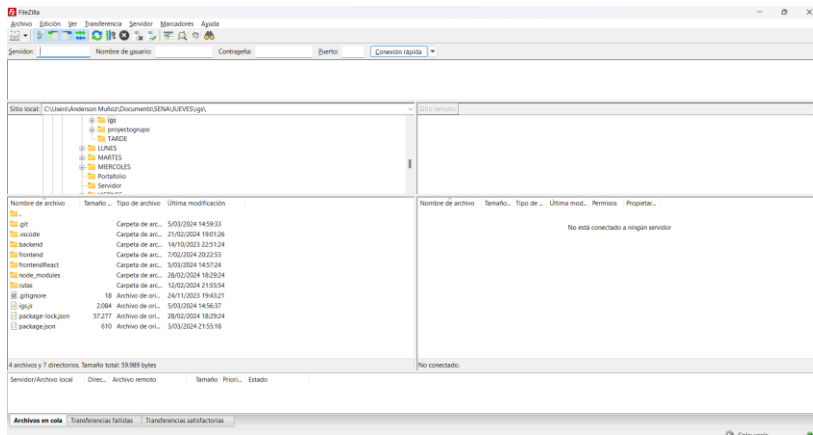 FileZilla
Archivo Edición Ver Transferencia Servidor Marcadores Ayuda
Servidor: Nombre de usuario: Contraseña: Puerto: Conexión rápida
Sitio local: C:\Users\Anderson Muñoz\Documents\SENA\JUEVES\igs\ Sitio remoto:
igs
proyectogrupo
TARDE
LUNES
MARTES
MIERCOLES
Portafolio
Servidor
Nombre de archivo Tamaño ... Tipo de archivo Última modificación Nombre de archivo Tamaño... Tipo de ... Última mod... Permisos Propietar...
..
.git Carpeta de arc... 5/03/2024 14:59:33 No está conectado a ningún servidor
.vscode Carpeta de arc... 21/02/2024 19:01:26
backend Carpeta de arc... 14/10/2023 22:51:24
frontend Carpeta de arc... 7/02/2024 20:22:53
frontendReact Carpeta de arc... 5/03/2024 14:57:24
node_modules Carpeta de arc... 28/02/2024 18:29:24
rutas Carpeta de arc... 12/02/2024 21:55:54
.gitignore 18 Archivo de ori... 24/11/2023 19:43:21
igs.js 2.084 Archivo de ori... 5/03/2024 14:56:37
package-lock.json 57.277 Archivo de ori... 28/02/2024 18:29:24
package.json 610 Archivo de ori... 3/03/2024 21:55:18
4 archivos y 7 directorios. Tamaño total: 59.989 bytes No conectado.
Servidor/Archivo local Direc... Archivo remoto Tamaño Priori... Estado
Archivos en cola Transferencias fallidas Transferencias satisfactorias